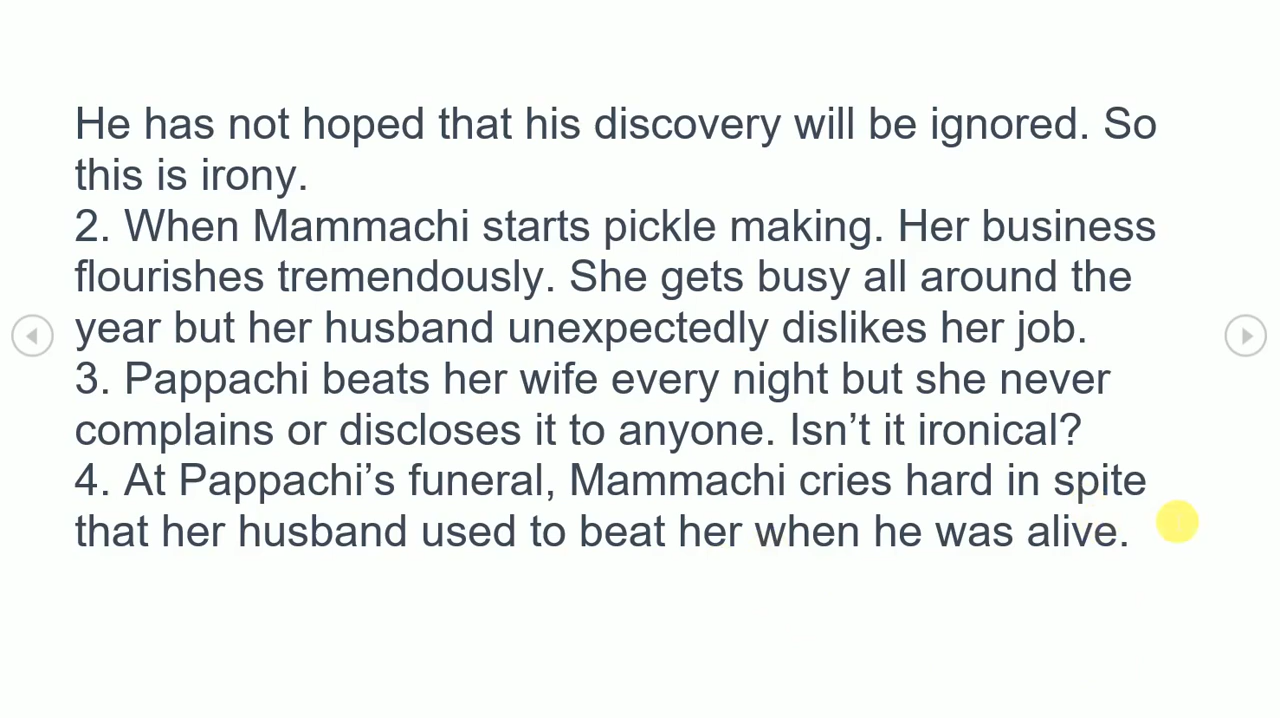 He has not hoped that his discovery will be ignored. So
this is irony.
2. When Mammachi starts pickle making. Her business
flourishes tremendously. She gets busy all around the
year but her husband unexpectedly dislikes her job.
3. Pappachi beats her wife every night but she never
complains or discloses it to anyone. Isn’t it ironical?
4. At Pappachi’s funeral, Mammachi cries hard in spite
that her husband used to beat her when he was alive.